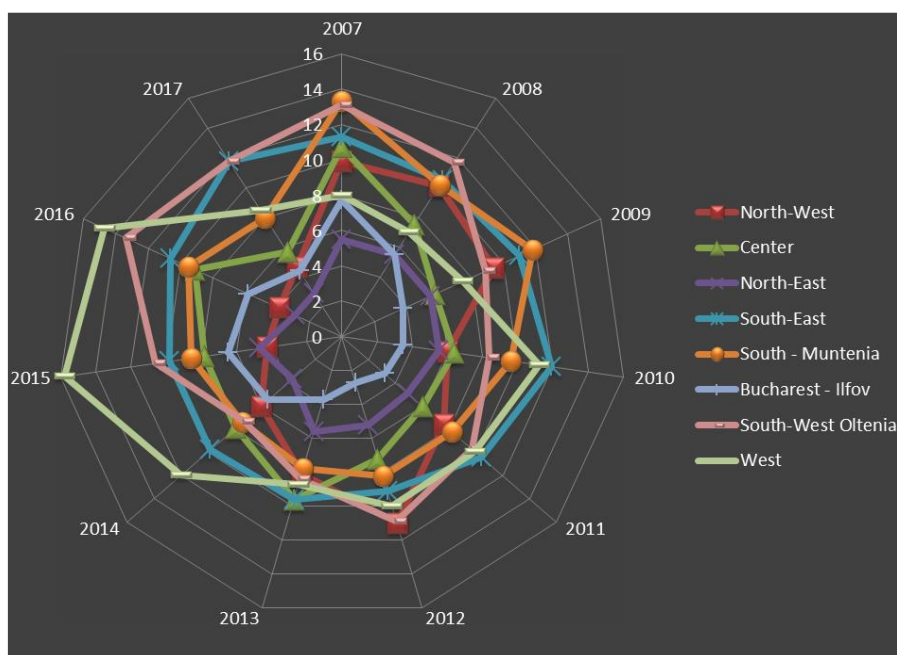 2007
16
14
12
10
8
6
4
2
0
2008
2009
2010
2011
2012
2013
2014
2015
2016
2017
North-West
Center
North-East
South-East
South - Muntenia
Bucharest - Ilfov
South-West Oltenia
West